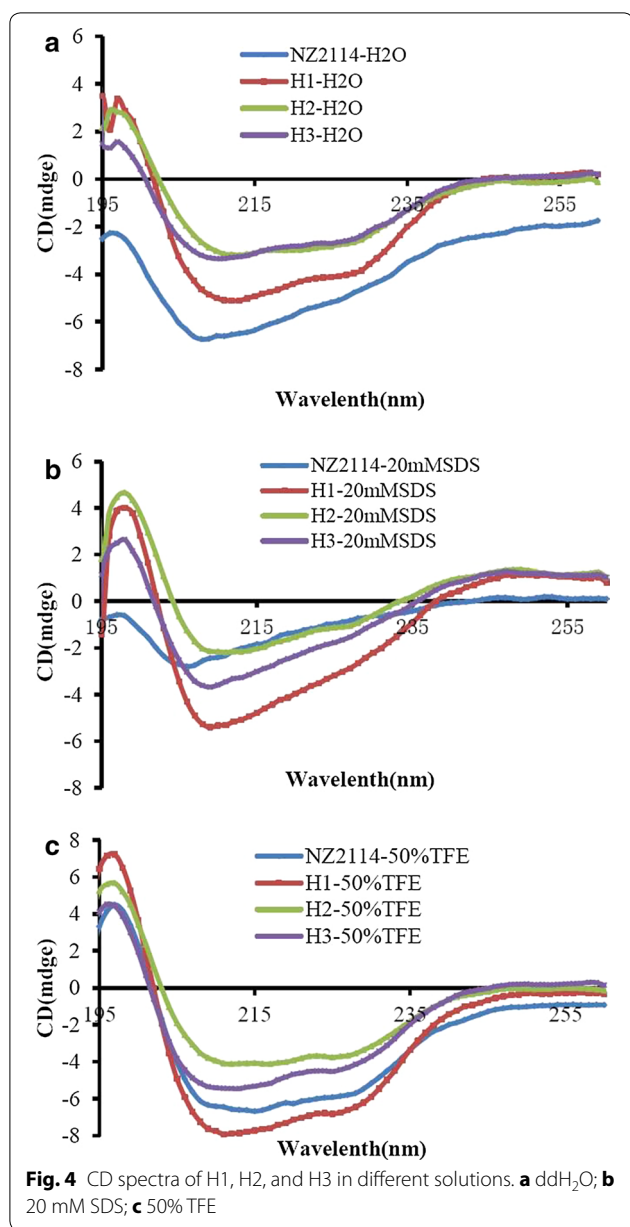 a
6
4
2
0
-2
-4
-6
-8
CD(mdge)
NZ2114-H2O
H1-H2O
H2-H2O
H3-H2O
195 215 235 255
Wavelenth(nm)
b
6
4
2
0
-2
-4
-6
-8
CD(mdge)
NZ2114-20mMSDS
H1-20mMSDS
H2-20mMSDS
H3-20mMSDS
195 215 235 255
Wavelenth(nm)
c
8
6
4
2
0
-2
-4
-6
-8
CD(mdge)
NZ2114-50%TFE
H1-50%TFE
H2-50%TFE
H3-50%TFE
195 215 235 255
Wavelenth(nm)
Fig. 4 CD spectra of H1, H2, and H3 in different solutions. a ddH₂O; b
20 mM SDS; c 50% TFE